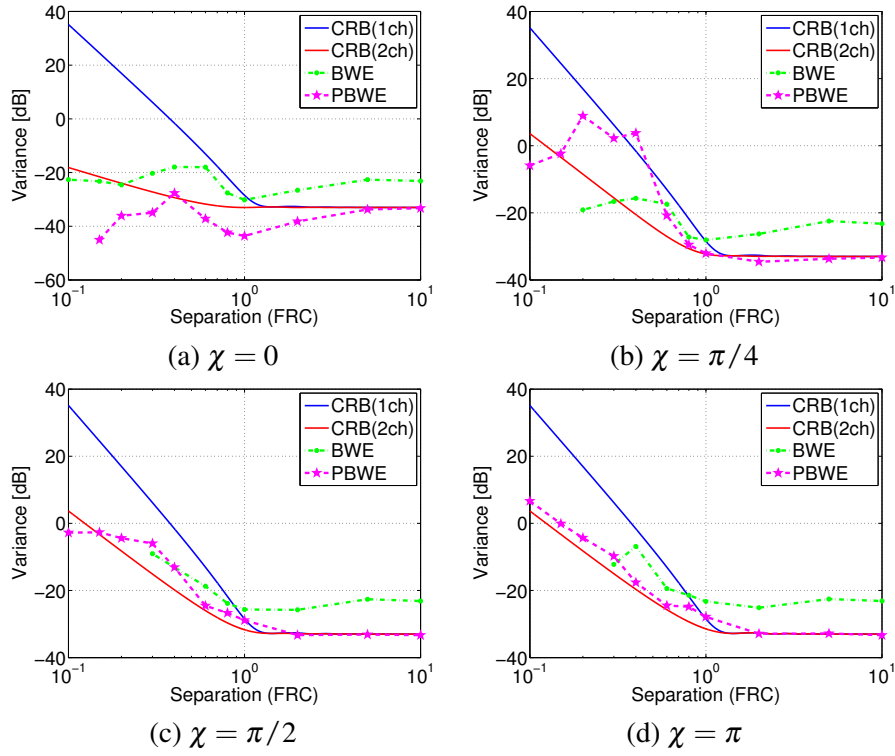 40
20
0
−20
−40
−60
Variance [dB]
10^−1
10^0
10^1
Separation (FRC)
CRB(1ch)
CRB(2ch)
BWE
PBWE
(a) χ = 0
40
20
0
−20
−40
Variance [dB]
10^−1
10^0
10^1
Separation (FRC)
CRB(1ch)
CRB(2ch)
BWE
PBWE
(b) χ = π/4
40
20
0
−20
−40
Variance [dB]
10^−1
10^0
10^1
Separation (FRC)
CRB(1ch)
CRB(2ch)
BWE
PBWE
(c) χ = π/2
40
20
0
−20
−40
Variance [dB]
10^−1
10^0
10^1
Separation (FRC)
CRB(1ch)
CRB(2ch)
BWE
PBWE
(d) χ = π